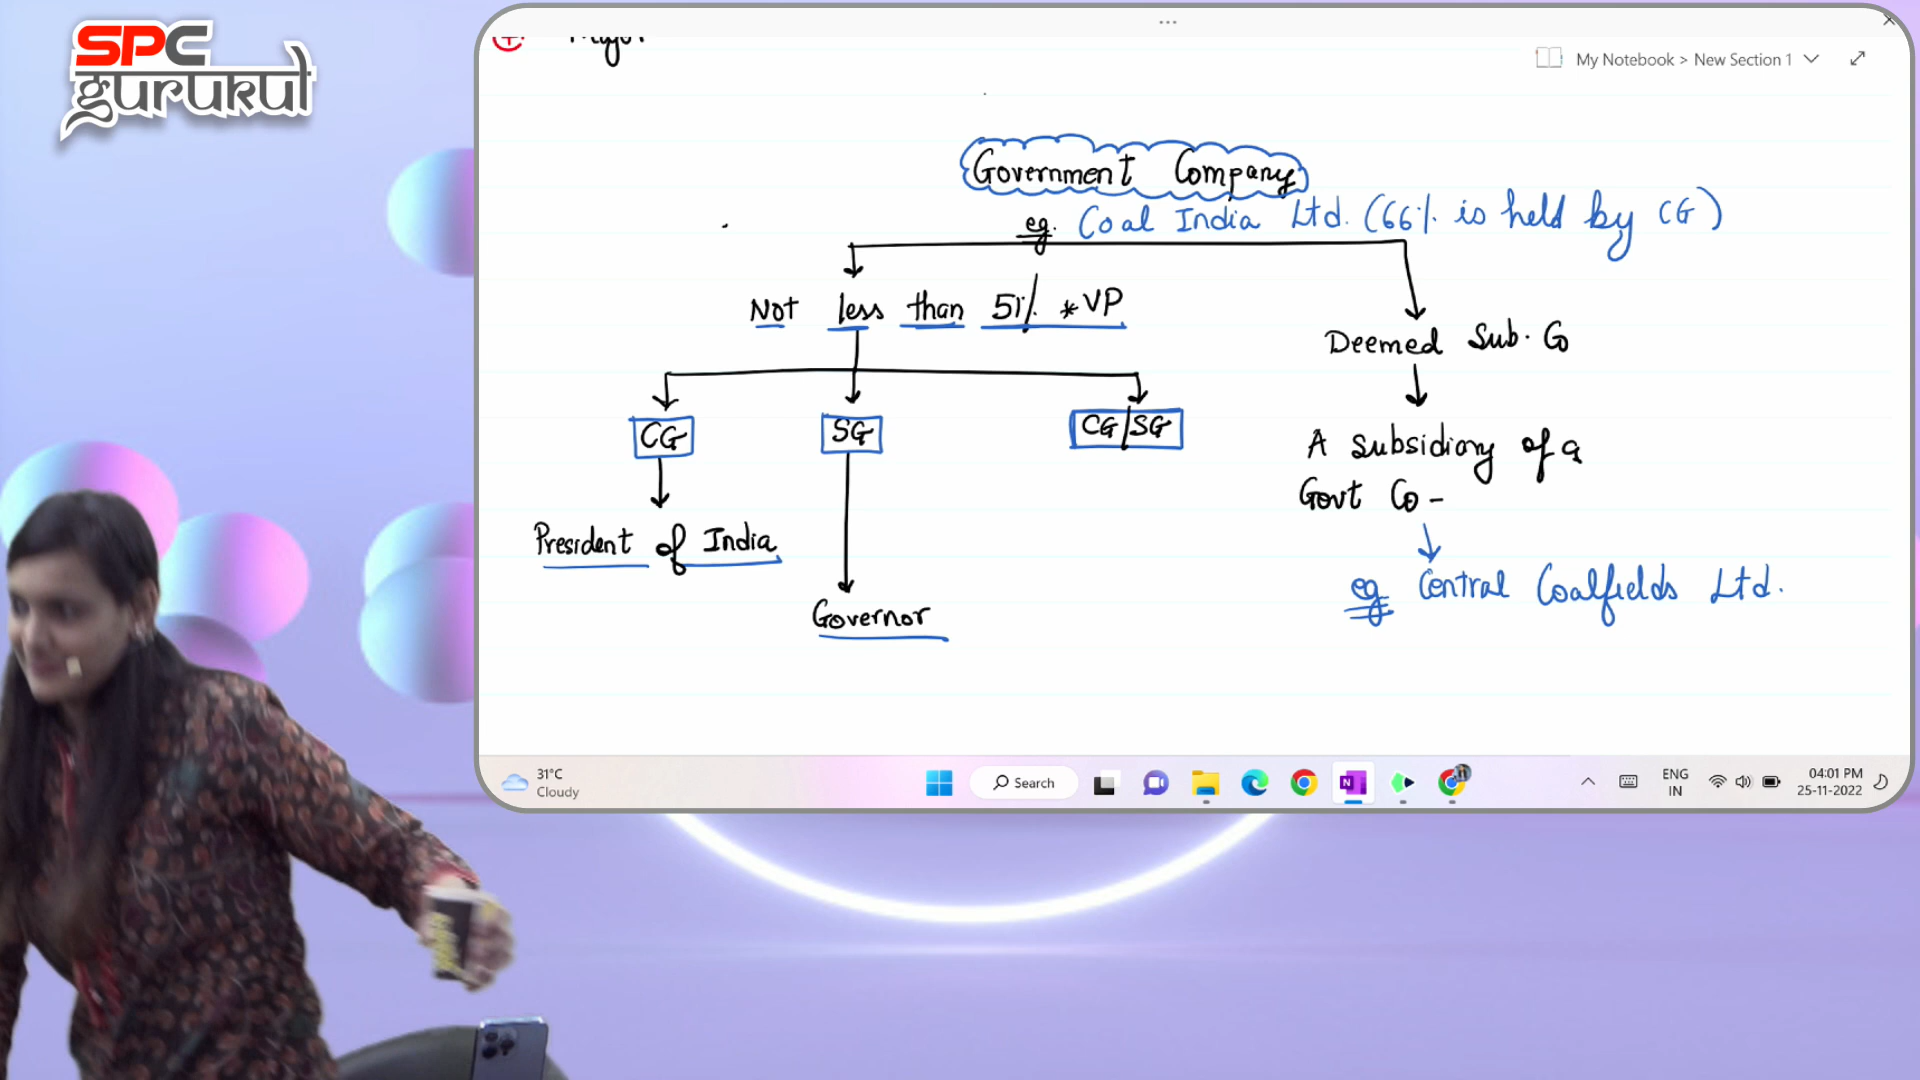 SPC
gurukul
My Notebook > New Section 1
Government Company
eg. Coal India Ltd. (66% is held by CG)
Not less than 51% *VP
Deemed Sub. Co
CG
SG
CG/SG
A subsidiary of a
Govt Co -
President of India
eg Central Coalfields Ltd.
Governor
31°C
Cloudy
Search
ENG
IN
04:01 PM
25-11-2022